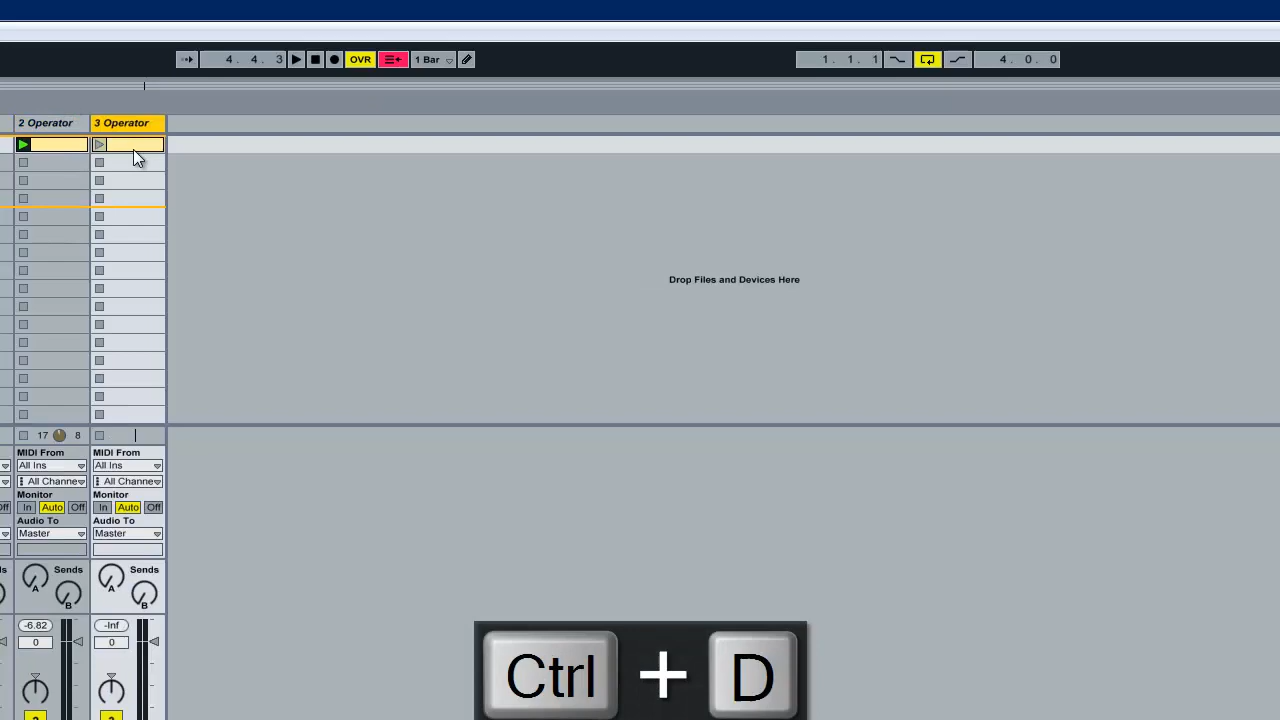 4. 4. 3 OVR 1 Bar 1. 1. 1 4. 0. 0
2 Operator 3 Operator
Drop Files and Devices Here
17 8
MIDI From MIDI From
All Ins All Ins
All Channe All Channe
Monitor Monitor
Off In Auto Off In Auto Off
Audio To Audio To
Master Master
Sends Sends
A B A B
-6.82 -Inf
0 0
Ctrl + D